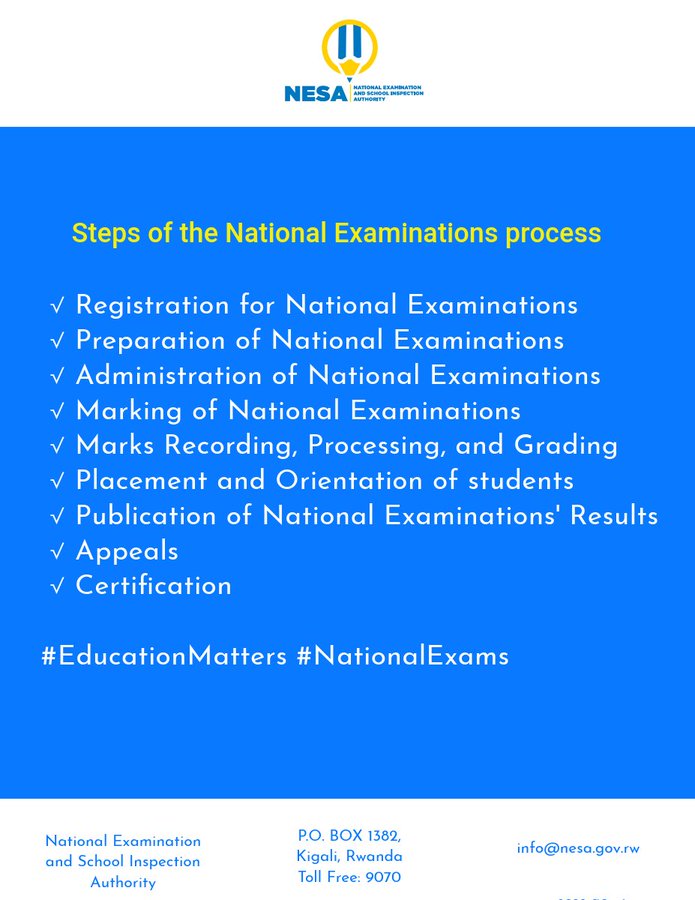 NESA
NATIONAL EXAMINATION
AND SCHOOL INSPECTION
AUTHORITY
Steps of the National Examinations process
√ Registration for National Examinations
√ Preparation of National Examinations
√ Administration of National Examinations
√ Marking of National Examinations
√ Marks Recording, Processing, and Grading
√ Placement and Orientation of students
√ Publication of National Examinations' Results
√ Appeals
√ Certification
#EducationMatters #NationalExams
National Examination
and School Inspection
Authority
P.O. BOX 1382,
Kigali, Rwanda
Toll Free: 9070
info@nesa.gov.rw